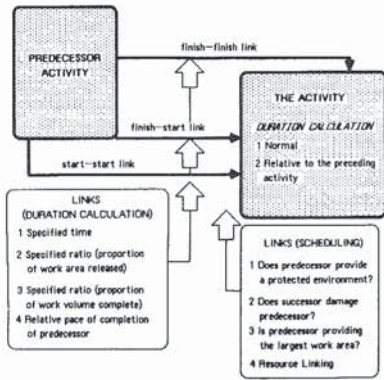 PREDECESSOR
ACTIVITY
finish-finish link
finish-start link
start-start link
THE ACTIVITY
DURATION CALCULATION
1 Normal
2 Relative to the preceding
activity
LINKS
(DURATION CALCULATION)
1 Specified time
2 Specified ratio (proportion
of work area released)
3 Specified ratio (proportion
of work volume complete)
4 Relative pace of completion
of predecessor
LINKS (SCHEDULING)
1 Does predecessor provide
a protected environment?
2 Does successor damage
predecessor?
3 Is predecessor providing
the largest work area?
4 Resource Linking